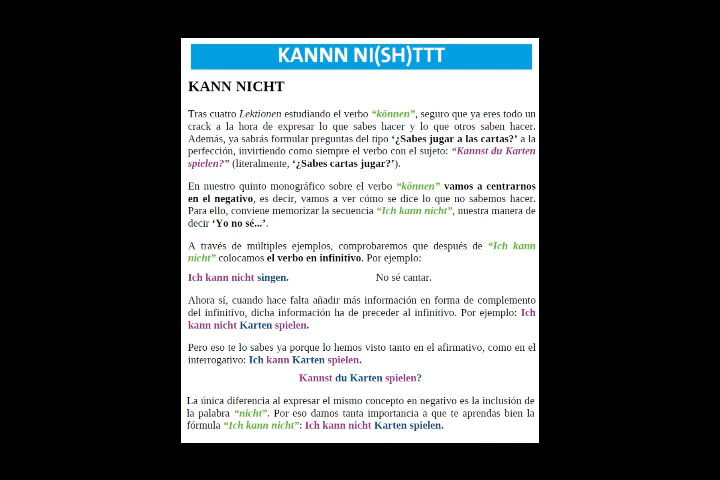 KANNN NI(SH)TTT
KANN NICHT
Tras cuatro Lektionen estudiando el verbo “können”, seguro que ya eres todo un
crack a la hora de expresar lo que sabes hacer y lo que otros saben hacer.
Además, ya sabrás formular preguntas del tipo ‘¿Sabes jugar a las cartas?’ a la
perfección, invirtiendo como siempre el verbo con el sujeto: “Kannst du Karten
spielen?” (literalmente, ‘¿Sabes cartas jugar?’).
En nuestro quinto monográfico sobre el verbo “können” vamos a centrarnos
en el negativo, es decir, vamos a ver cómo se dice lo que no sabemos hacer.
Para ello, conviene memorizar la secuencia “Ich kann nicht”, nuestra manera de
decir ‘Yo no sé...’.
A través de múltiples ejemplos, comprobaremos que después de “Ich kann
nicht” colocamos el verbo en infinitivo. Por ejemplo:
Ich kann nicht singen. No sé cantar.
Ahora sí, cuando hace falta añadir más información en forma de complemento
del infinitivo, dicha información ha de preceder al infinitivo. Por ejemplo: Ich
kann nicht Karten spielen.
Pero eso te lo sabes ya porque lo hemos visto tanto en el afirmativo, como en el
interrogativo: Ich kann Karten spielen.
Kannst du Karten spielen?
La única diferencia al expresar el mismo concepto en negativo es la inclusión de
la palabra “nicht”. Por eso damos tanta importancia a que te aprendas bien la
fórmula “Ich kann nicht”: Ich kann nicht Karten spielen.